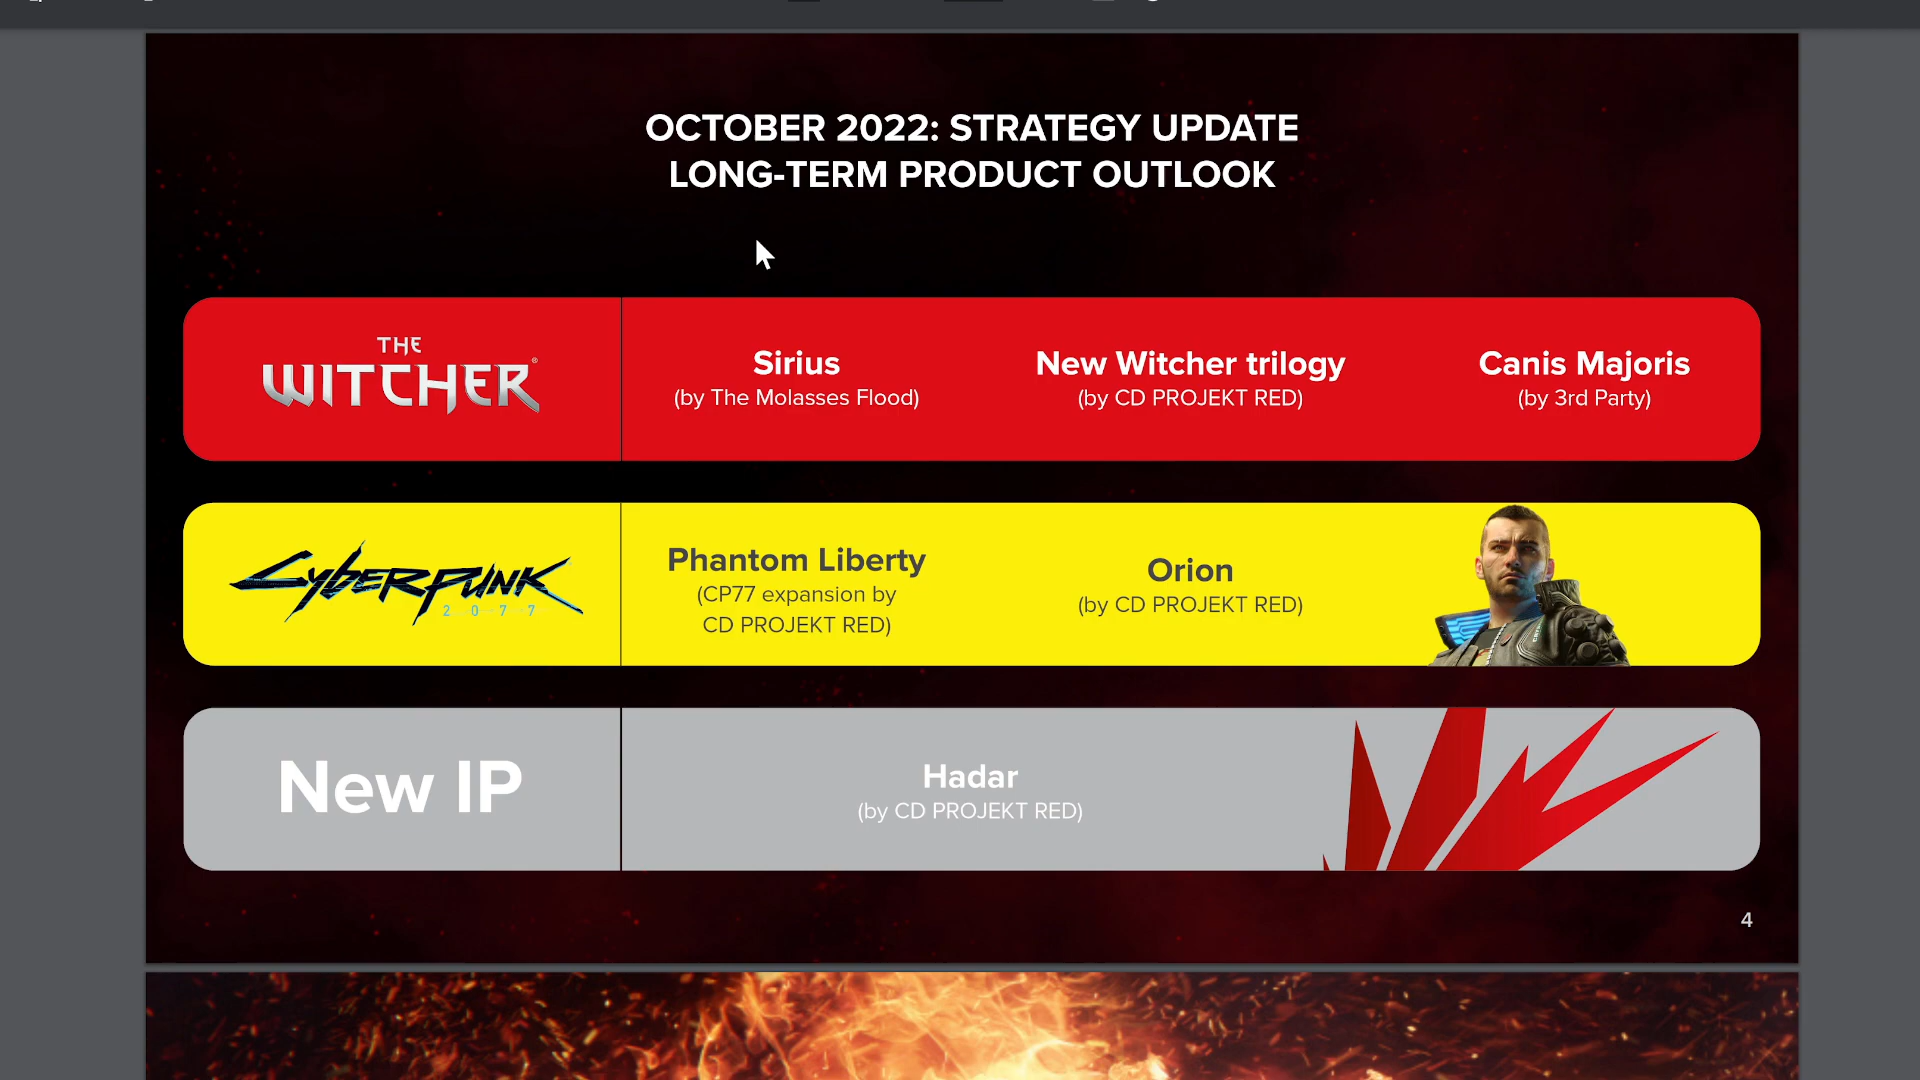 OCTOBER 2022: STRATEGY UPDATE
LONG-TERM PRODUCT OUTLOOK
THE
WITCHER®
Sirius
(by The Molasses Flood)
New Witcher trilogy
(by CD PROJEKT RED)
Canis Majoris
(by 3rd Party)
CYBERPUNK
2077
Phantom Liberty
(CP77 expansion by
CD PROJEKT RED)
Orion
(by CD PROJEKT RED)
New IP
Hadar
(by CD PROJEKT RED)
4